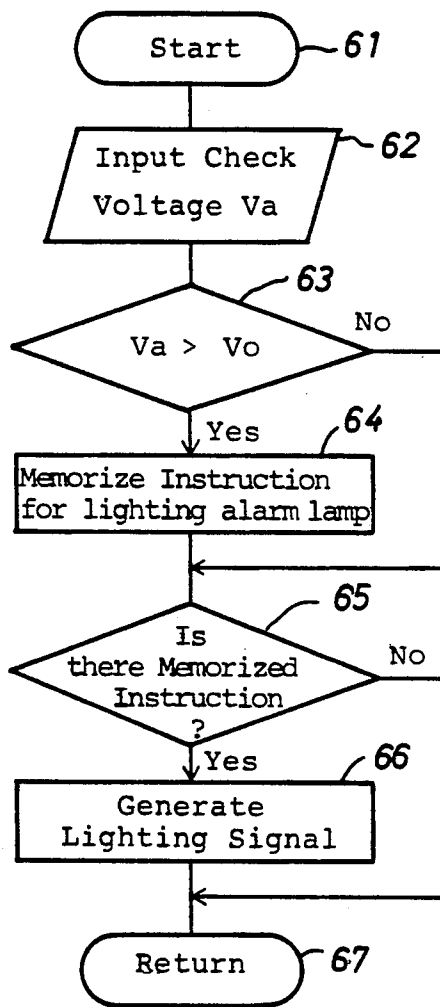 Start
61
Input Check
Voltage Va
62
63
Va > Vo
No
Yes
64
Memorize Instruction
for lighting alarm lamp
65
Is
there Memorized
Instruction
?
No
Yes
66
Generate
Lighting Signal
Return
67